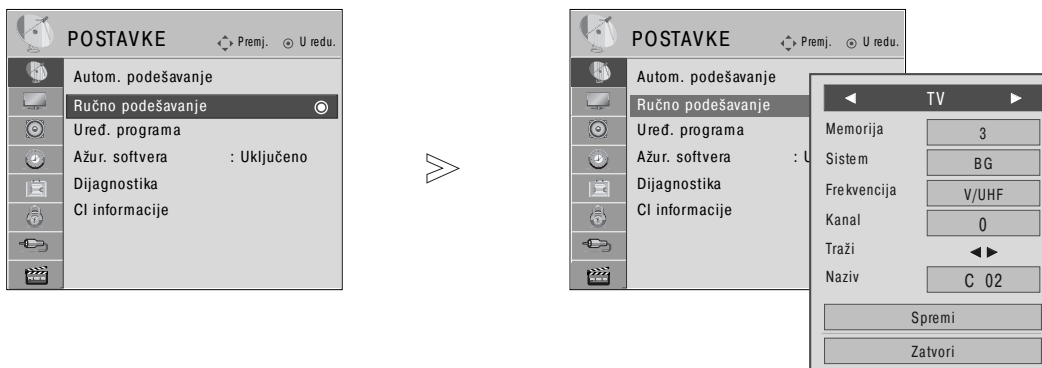 POSTAVKE Premj. U redu.
Autom. podešavanje
Ručno podešavanje
Uređ. programa
Ažur. softvera : Uključeno
Dijagnostika
CI informacije
POSTAVKE Premj. U redu.
Autom. podešavanje
Ručno podešavanje
Uređ. programa
Ažur. softvera : U
Dijagnostika
CI informacije
◀ TV ▶
Memorija 3
Sistem BG
Frekvencija V/UHF
Kanal 0
Traži ◀ ▶
Naziv C 02
Spremi
Zatvori